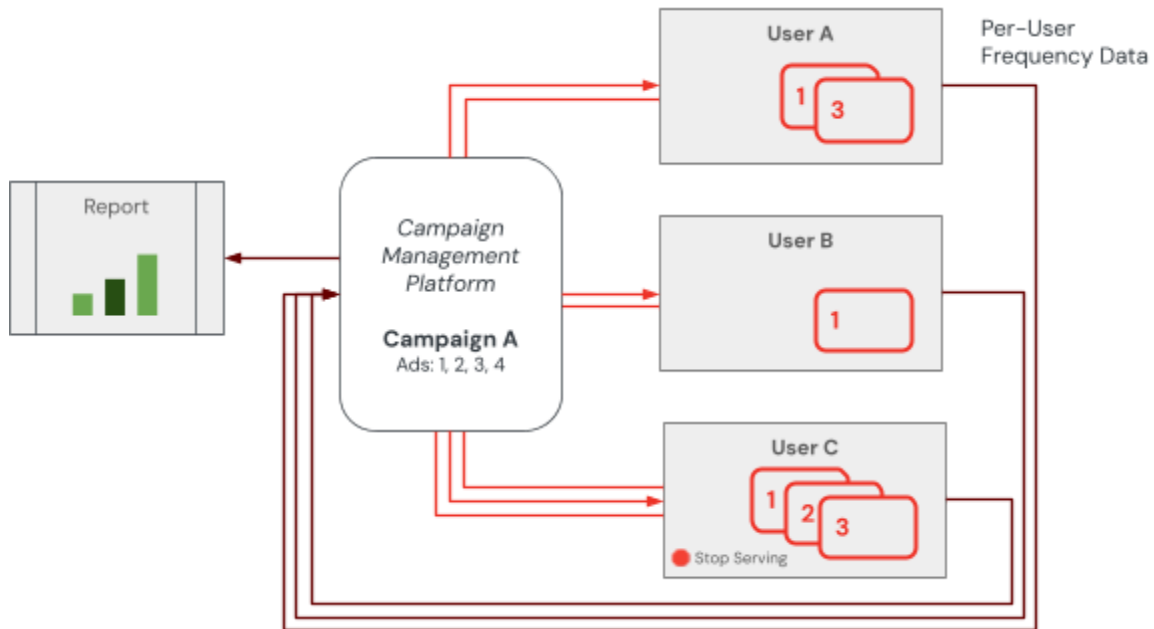 User A
1
3
Per-User
Frequency Data
Report
Campaign
Management
Platform
Campaign A
Ads: 1, 2, 3, 4
User B
1
User C
1
2
3
Stop Serving